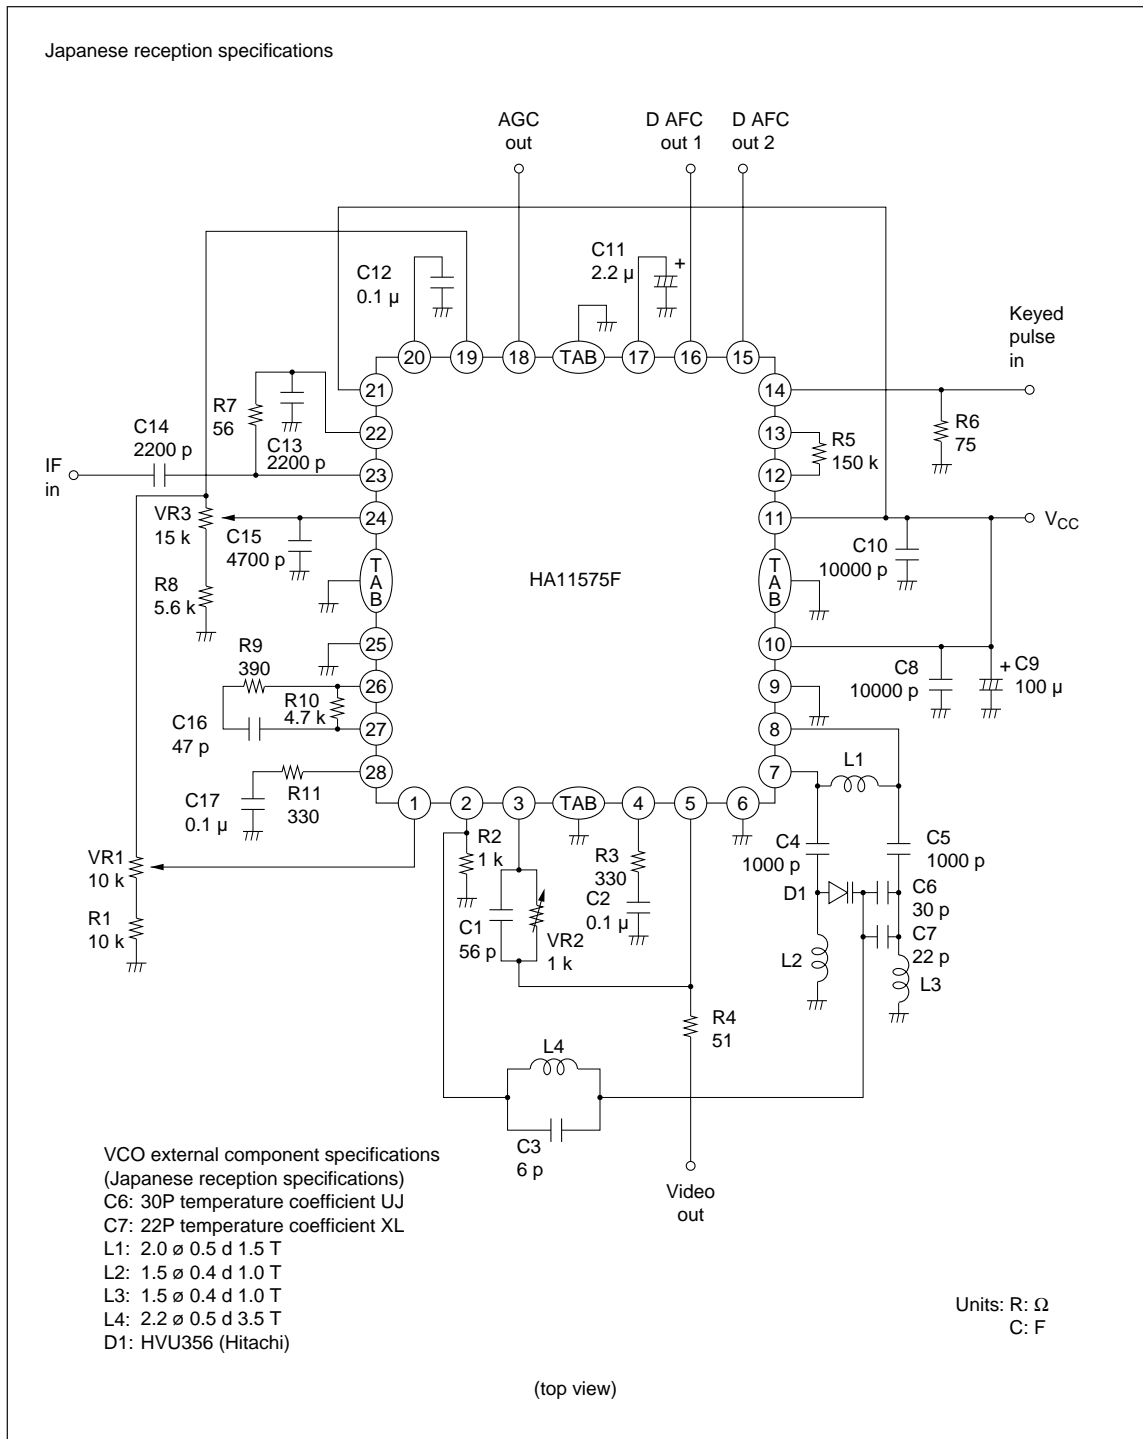 Japanese reception specifications
AGC
out
D AFC
out 1
D AFC
out 2
C12
0.1 µ
C11
2.2 µ
+
Keyed
pulse
in
20
19
18
TAB
17
16
15
21
22
23
24
TAB
25
26
27
28
14
13
12
11
TAB
10
9
8
7
1
2
3
TAB
4
5
6
HA11575F
R7
56
C13
2200 p
C14
2200 p
IF
in
VR3
15 k
C15
4700 p
R8
5.6 k
R9
390
R10
4.7 k
C16
47 p
C17
0.1 µ
R11
330
VR1
10 k
R1
10 k
R6
75
R5
150 k
VCC
C10
10000 p
C8
10000 p
+
C9
100 µ
L1
C4
1000 p
C5
1000 p
D1
C6
30 p
C7
22 p
L2
L3
R2
1 k
C1
56 p
VR2
1 k
R3
330
C2
0.1 µ
R4
51
L4
C3
6 p
Video
out
VCO external component specifications
(Japanese reception specifications)
C6: 30P temperature coefficient UJ
C7: 22P temperature coefficient XL
L1: 2.0 ø 0.5 d 1.5 T
L2: 1.5 ø 0.4 d 1.0 T
L3: 1.5 ø 0.4 d 1.0 T
L4: 2.2 ø 0.5 d 3.5 T
D1: HVU356 (Hitachi)
Units: R: Ω
C: F
(top view)